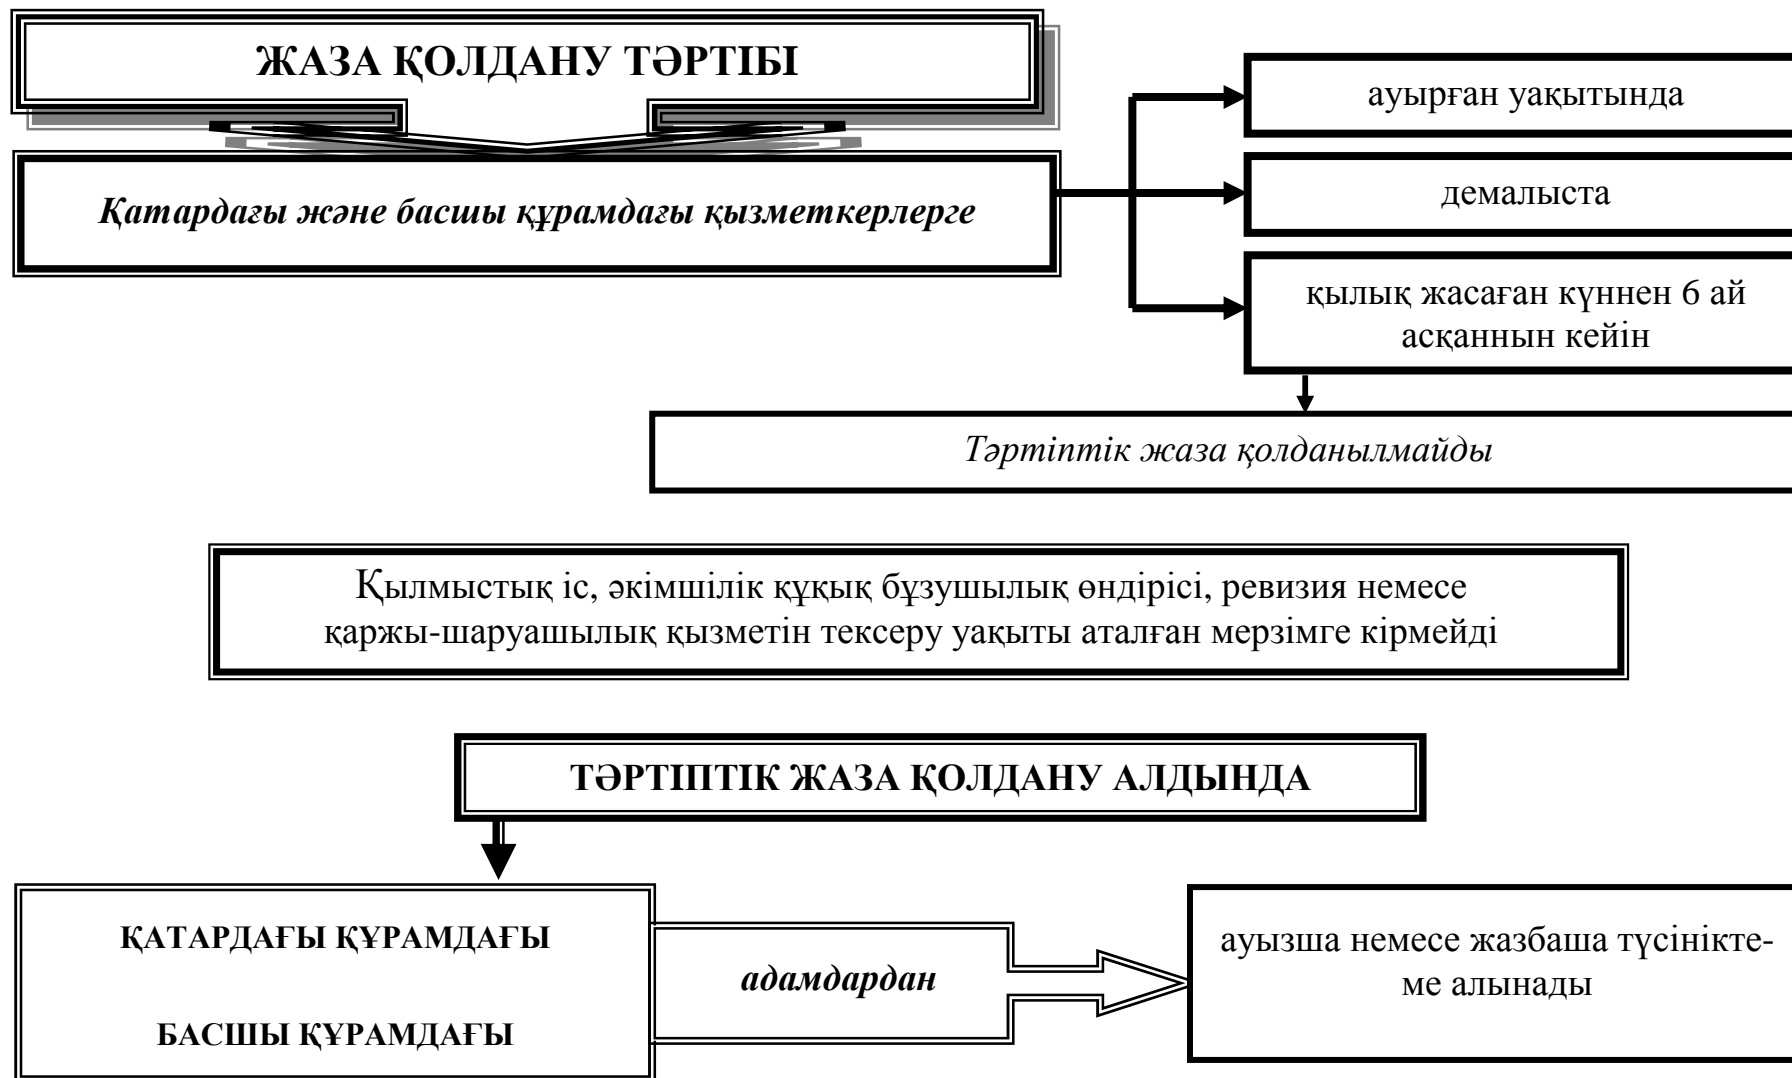 ЖАЗА ҚОЛДАНУ ТӘРТІБІ
Қатардағы және басшы құрамдағы қызметкерлерге
ауырған уақытында
демалыста
қылық жасаған күннен 6 ай
асқаннын кейін
Тәртіптік жаза қолданылмайды
Қылмыстық іс, әкімшілік құқық бұзушылық өндірісі, ревизия немесе
қаржы-шаруашылық қызметін тексеру уақыты аталған мерзімге кірмейді
ТӘРТІПТІК ЖАЗА ҚОЛДАНУ АЛДЫНДА
ҚАТАРДАҒЫ ҚҰРАМДАҒЫ
БАСШЫ ҚҰРАМДАҒЫ
адамдардан
ауызша немесе жазбаша түсінікте-
ме алынады